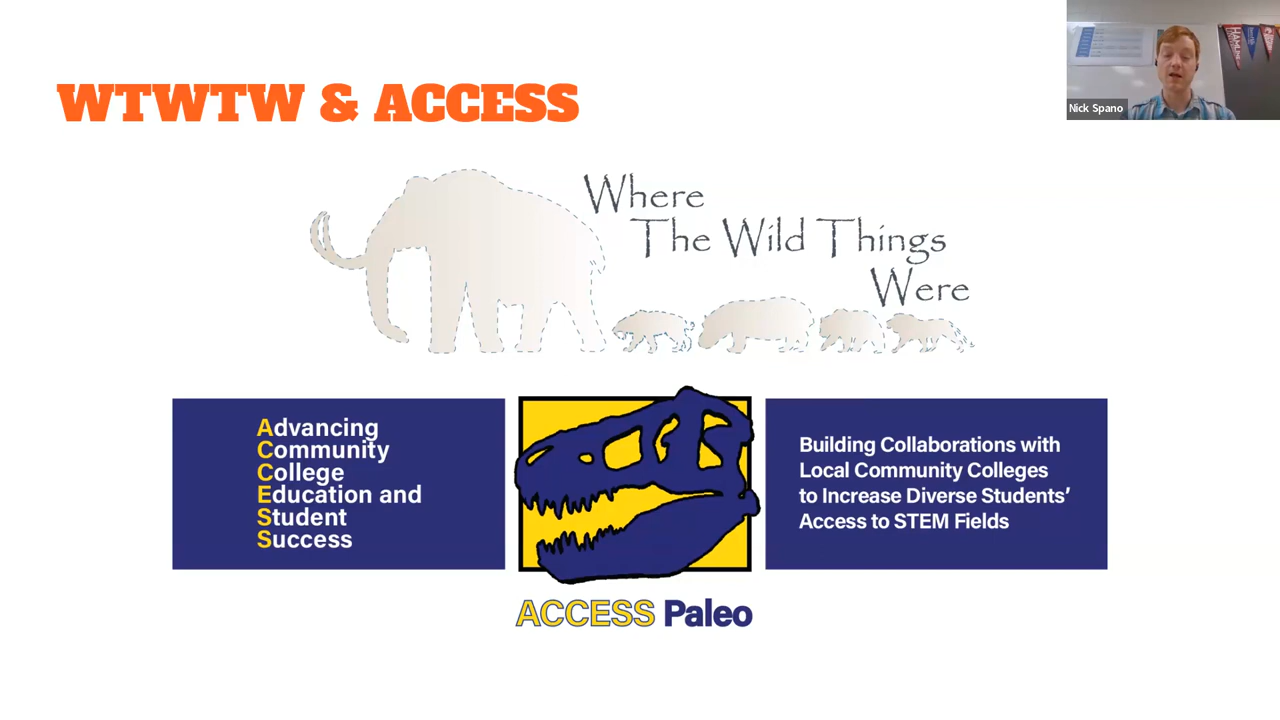 WTWTW & ACCESS
Nick Spano
HAMLINE
Where
The Wild Things
Were
Advancing
Community
College
Education and
Student
Success
Building Collaborations with
Local Community Colleges
to Increase Diverse Students'
Access to STEM Fields
ACCESS Paleo